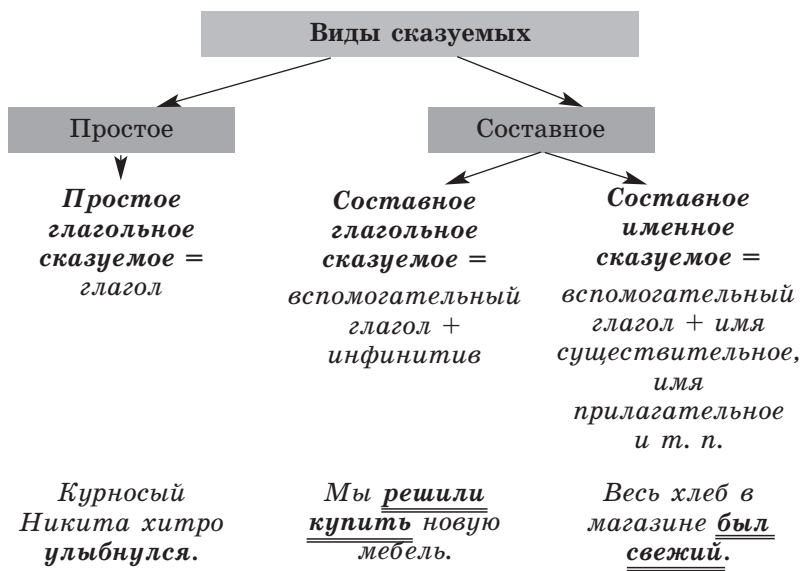 Виды сказуемых
Простое
Составное
Простое
глагольное
сказуемое =
глагол
Составное
глагольное
сказуемое =
вспомогательный
глагол +
инфинитив
Составное
именное
сказуемое =
вспомогательный
глагол + имя
существительное,
имя
прилагательное
и т. п.
Курносый
Никита хитро
улыбнулся.
Мы решили
купить новую
мебель.
Весь хлеб в
магазине был
свежий.